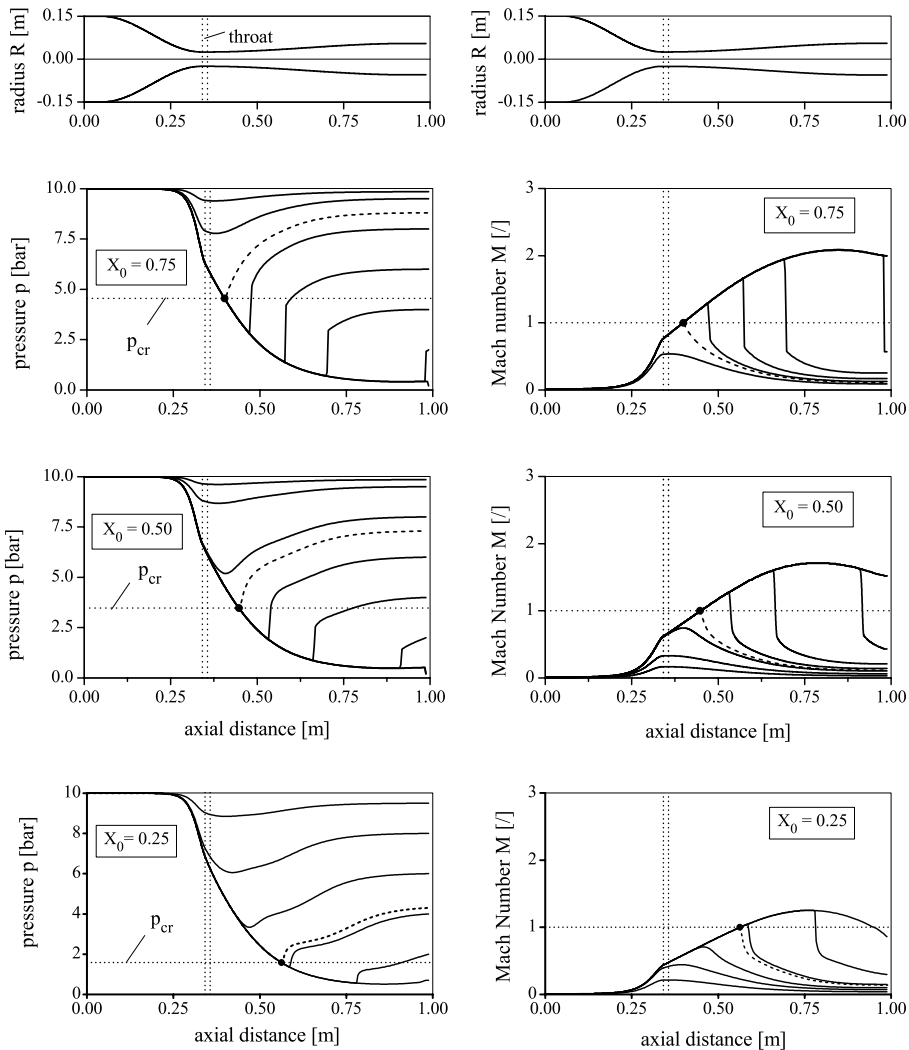 radius R [m]
0.15
0.00
-0.15
throat
0.00 0.25 0.50 0.75 1.00
radius R [m]
0.15
0.00
-0.15
0.00 0.25 0.50 0.75 1.00
pressure p [bar]
10.0
7.5
5.0
2.5
0.0
X0 = 0.75
pcr
0.00 0.25 0.50 0.75 1.00
Mach number M [/]
3
2
1
0
X0 = 0.75
0.00 0.25 0.50 0.75 1.00
pressure p [bar]
10.0
7.5
5.0
2.5
0.0
X0 = 0.50
pcr
0.00 0.25 0.50 0.75 1.00
axial distance [m]
Mach Number M [/]
3
2
1
0
X0 = 0.50
0.00 0.25 0.50 0.75 1.00
axial distance [m]
pressure p [bar]
10
8
6
4
2
0
X0= 0.25
pcr
0.00 0.25 0.50 0.75 1.00
axial distance [m]
Mach Number M [/]
3
2
1
0
X0 = 0.25
0.00 0.25 0.50 0.75 1.00
axial distance [m]